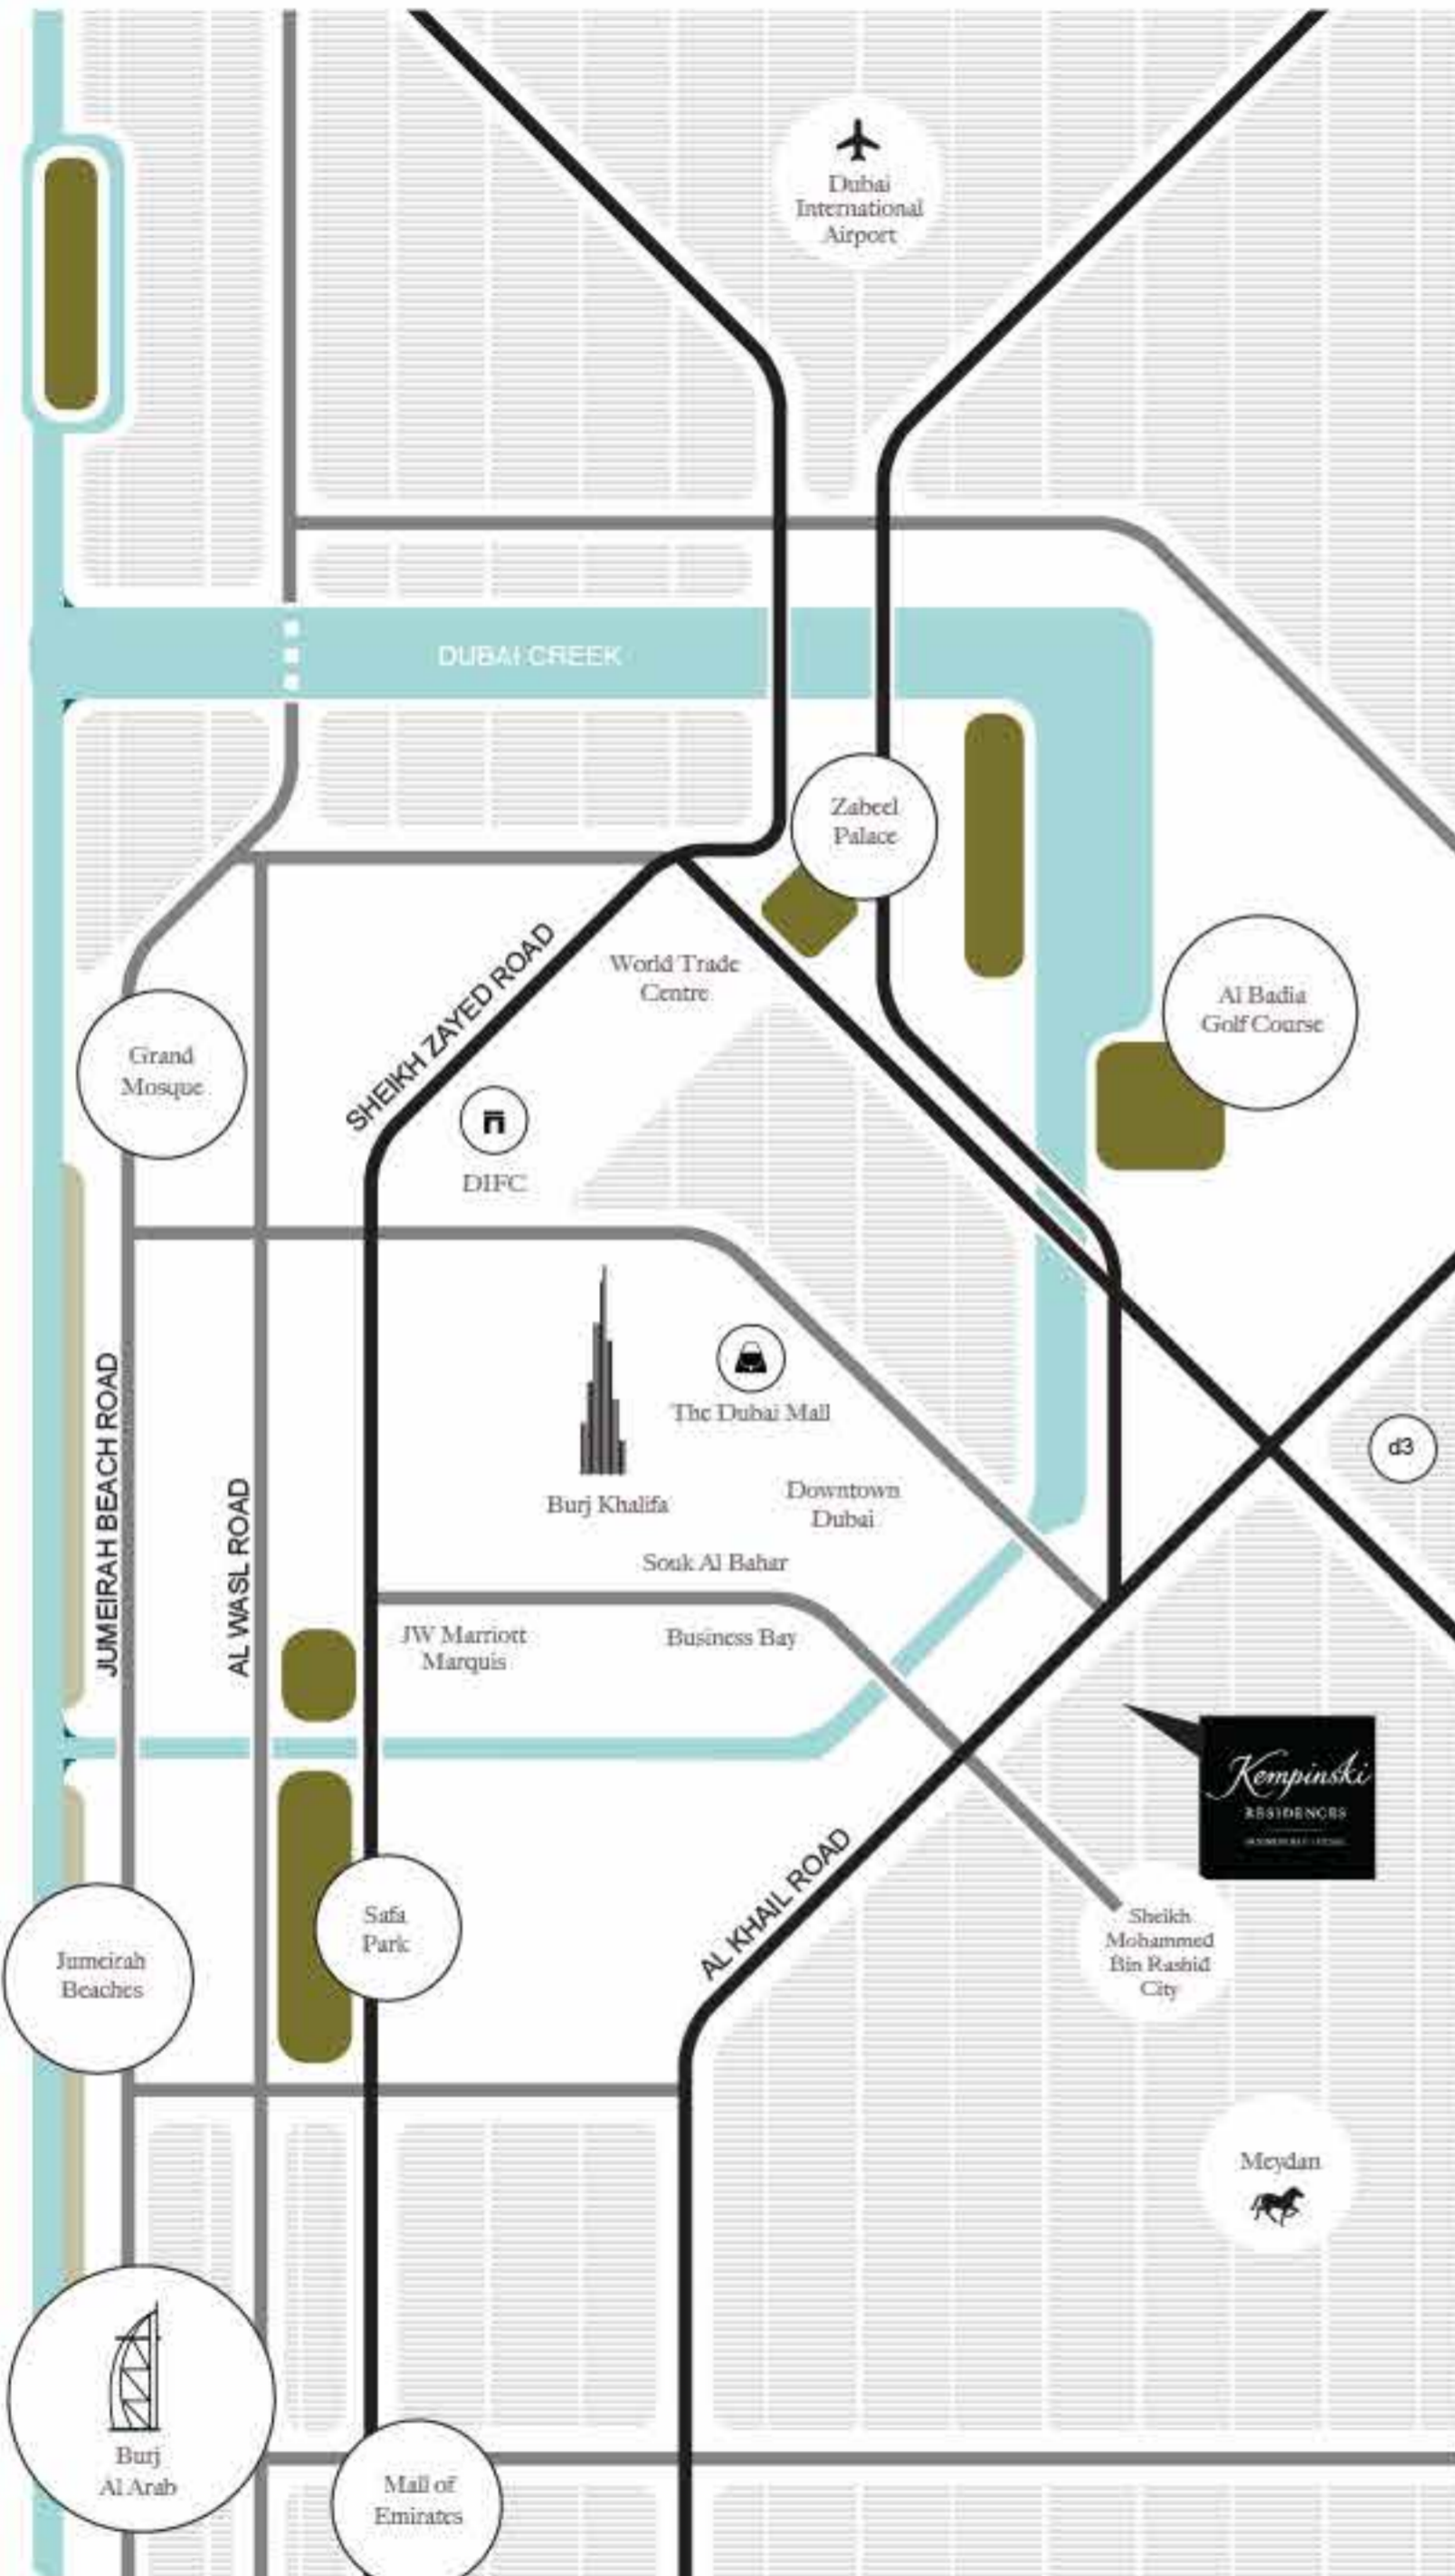 Dubai
International
Airport
DUBAI CREEK
Zabeel
Palace
World Trade
Centre
Al Badia
Golf Course
SHEIKH ZAYED ROAD
Grand
Mosque
DIFC
The Dubai Mall
d3
JUMEIRAH BEACH ROAD
AL WASL ROAD
Burj Khalifa
Downtown
Dubai
Souk Al Bahar
JW Marriott
Marquis
Business Bay
Kempinski
RESIDENCES
AL KHAIL ROAD
Safa
Park
Jumeirah
Beaches
Sheikh
Mohammed
Bin Rashid
City
Meydan
Burj
Al Arab
Mall of
Emirates